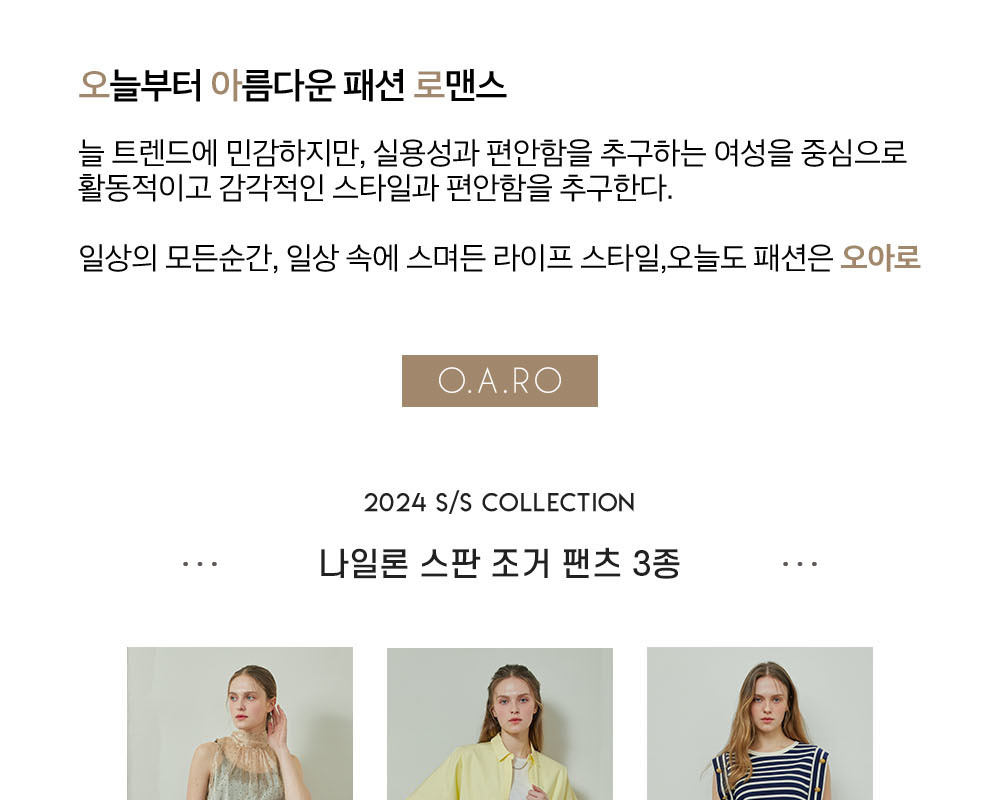 오늘부터 아름다운 패션 로맨스
늘 트렌드에 민감하지만, 실용성과 편안함을 추구하는 여성을 중심으로
활동적이고 감각적인 스타일과 편안함을 추구한다.
일상의 모든순간, 일상 속에 스며든 라이프 스타일,오늘도 패션은 오아로
O.A.RO
2024 S/S COLLECTION
··· 나일론 스판 조거 팬츠 3종 ···